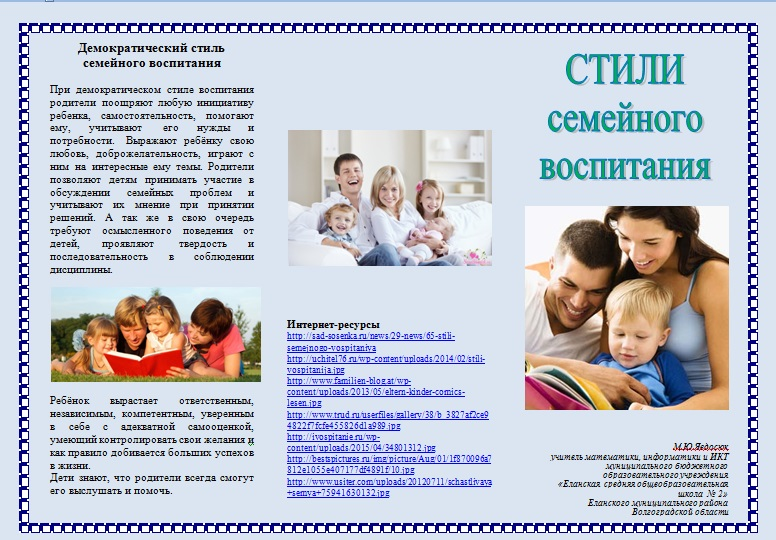 Демократический стиль
семейного воспитания
При демократическом стиле воспитания
родители поощряют любую инициативу
ребенка, самостоятельность, помогают
ему, учитывают его нужды и
потребности. Выражают ребёнку свою
любовь, доброжелательность, играют с
ним на интересные ему темы. Родители
позволяют детям принимать участие в
обсуждении семейных проблем и
учитывают их мнение при принятии
решений. А так же в свою очередь
требуют осмысленного поведения от
детей, проявляют твердость и
последовательность в соблюдении
дисциплины.
Ребёнок вырастает ответственным,
независимым, компетентным, уверенным
в себе с адекватной самооценкой,
умеющий контролировать свои желания и
как правило добивается больших успехов
в жизни.
Дети знают, что родители всегда смогут
его выслушать и помочь.
Интернет-ресурсы
http://sad-sosenka.ru/news/29-news/65-stili-
semejnogo-vospitaniya
http://uchitel76.ru/wp-content/uploads/2014/02/stili-
vospitanija.jpg
http://www.familien-blog.at/wp-
content/uploads/2013/05/eltern-kinder-comics-
lesen.jpg
http://www.trud.ru/userfiles/gallery/38/b_3827af2ce9
4822f7fcfe455826d1a989.jpg
http://ivospitanie.ru/wp-
content/uploads/2015/04/34801312.jpg
http://bestpictures.ru/img/picture/Aug/01/1f870096a7
812e1055e407177df4891f/10.jpg
http://www.usiter.com/uploads/20120711/schastlivaya
+semya+75941630132.jpg
СТИЛИ
семейного
воспитания
М.Ю.Яедосюк
учитель математики, информатики и ИКТ
муниципального бюджетного
образовательного учреждения
«Еланская средняя общеобразовательная
школа № 2»
Еланского муниципального района
Волгоградской области